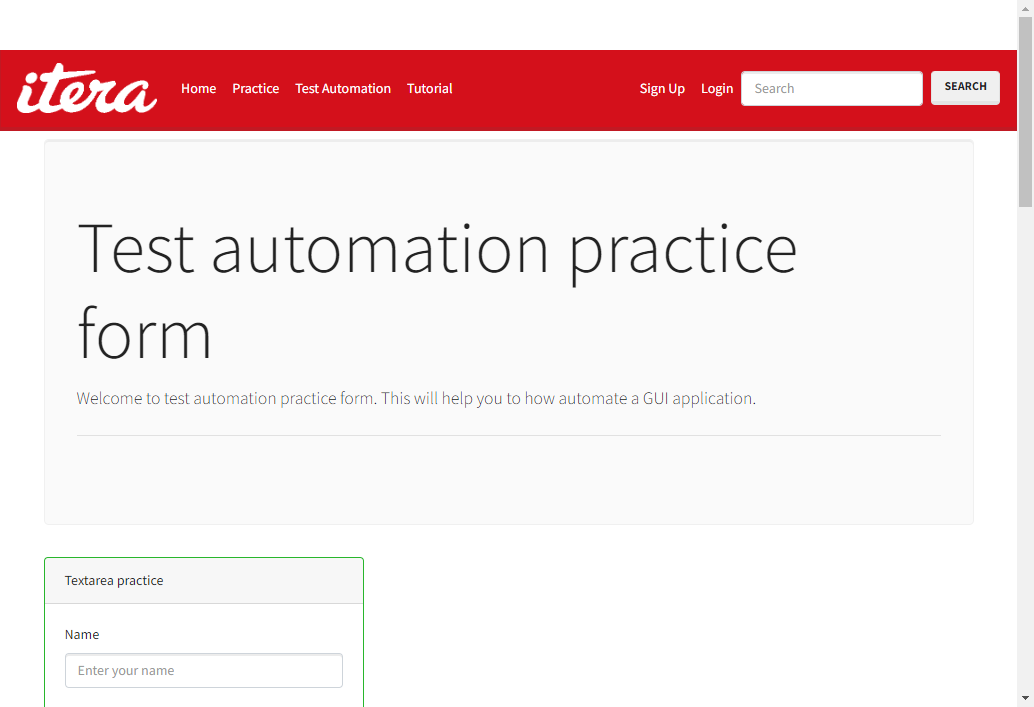 itera
Home Practice Test Automation Tutorial Sign Up Login Search SEARCH
Test automation practice
form
Welcome to test automation practice form. This will help you to how automate a GUI application.
Textarea practice
Name
Enter your name